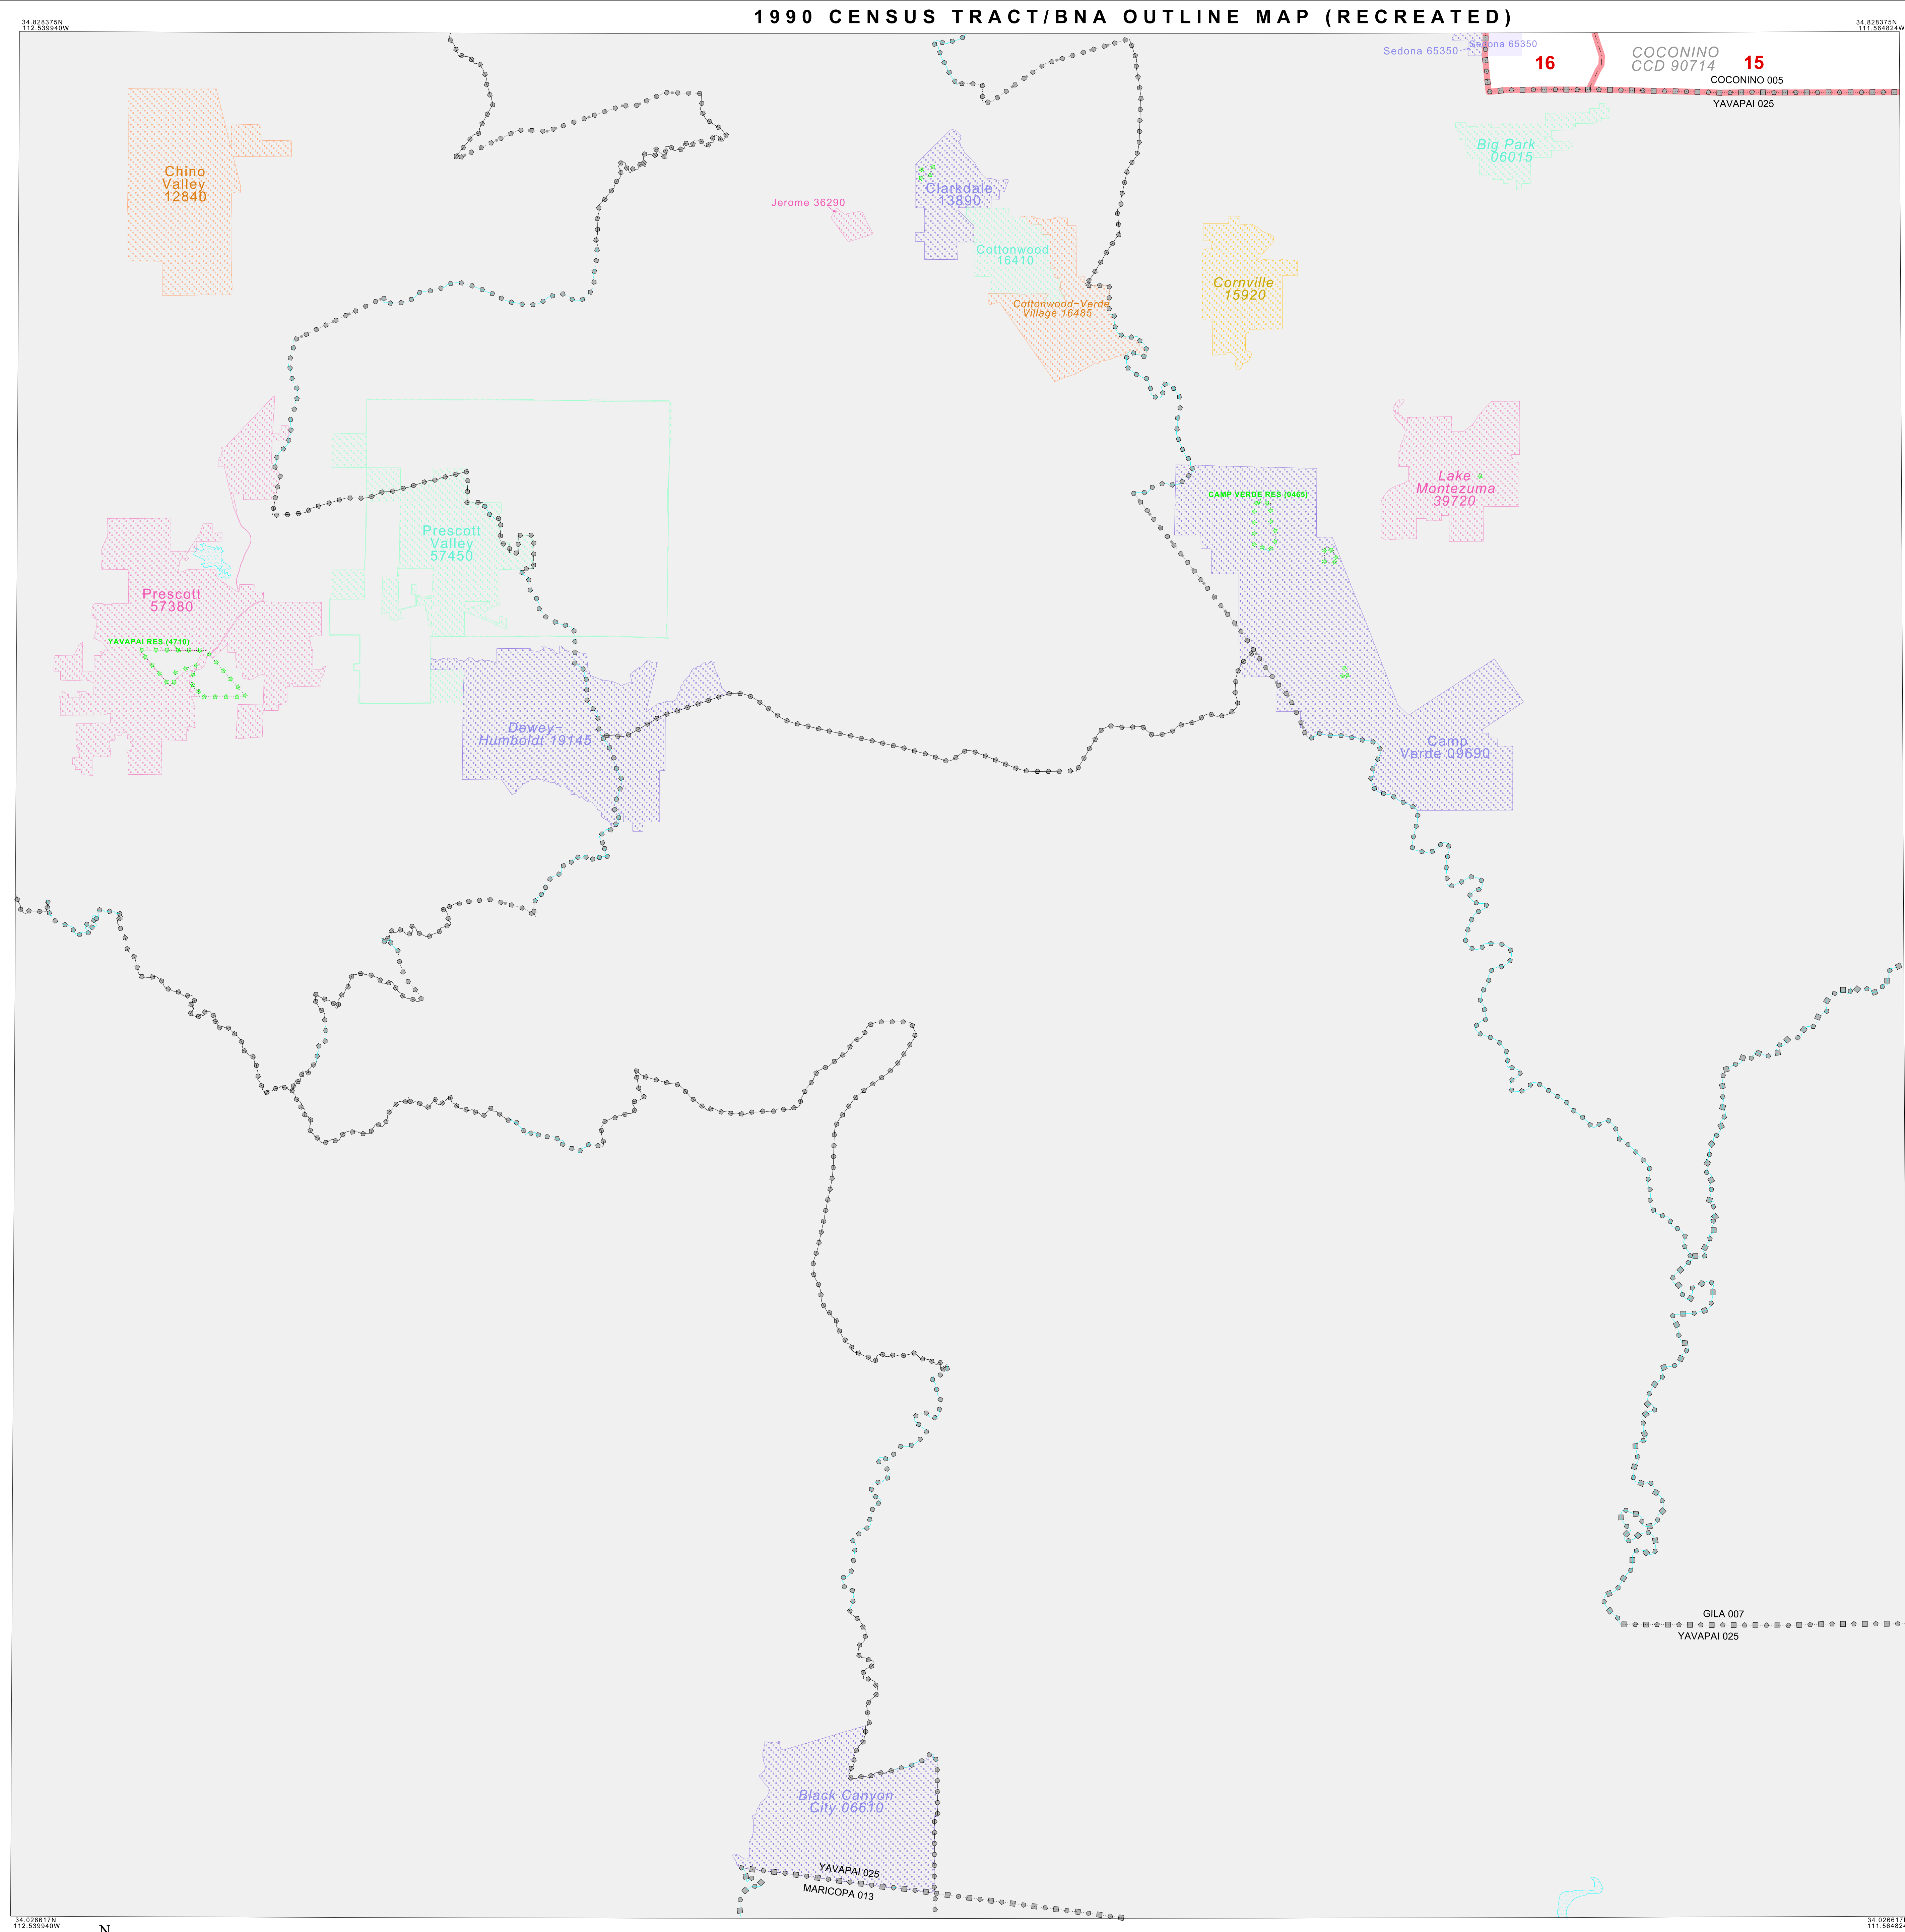 1990 CENSUS TRACT/BNA OUTLINE MAP (RECREATED)
34.828375N
112.539940W
34.828375N
111.564824W
Sedona 65350
Sedona 65350
16
COCONINO
CCD 90714
15
COCONINO 005
YAVAPAI 025
Big Park
06015
Chino
Valley
12840
Clarkdale
13890
Jerome 36290
Cottonwood
16410
Cottonwood-Verde
Village 16485
Cornville
15920
Lake
Montezuma
39720
CAMP VERDE RES (0465)
Prescott
Valley
57450
Prescott
57380
YAVAPAI RES (4710)
Dewey-
Humboldt 19145
Camp
Verde 09690
GILA 007
YAVAPAI 025
Black Canyon
City 06610
YAVAPAI 025
MARICOPA 013
34.026617N
112.539940W
N
34.026617N
111.564824W